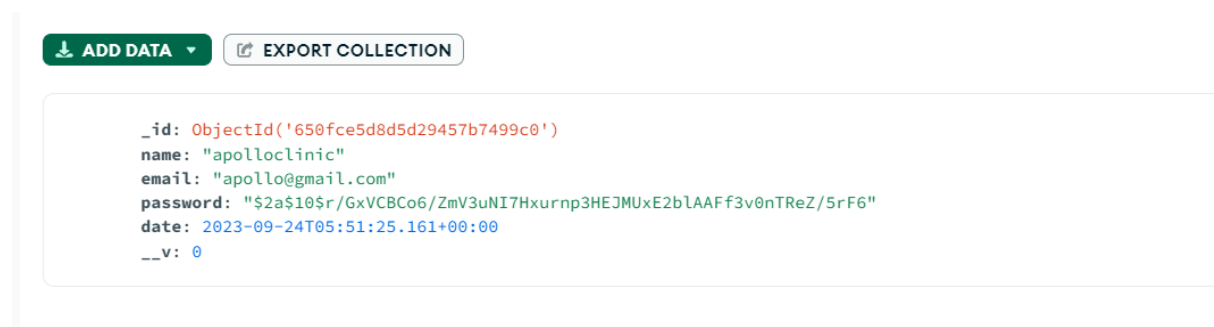 ADD DATA
EXPORT COLLECTION
_id: ObjectId('650fce5d8d5d29457b7499c0')
name: "apolloclinic"
email: "apollo@gmail.com"
password: "$2a$10$r/GxVCBCo6/ZmV3uNI7Hxurnp3HEJMUxE2blAAFf3v0nTReZ/5rF6"
date: 2023-09-24T05:51:25.161+00:00
__v: 0